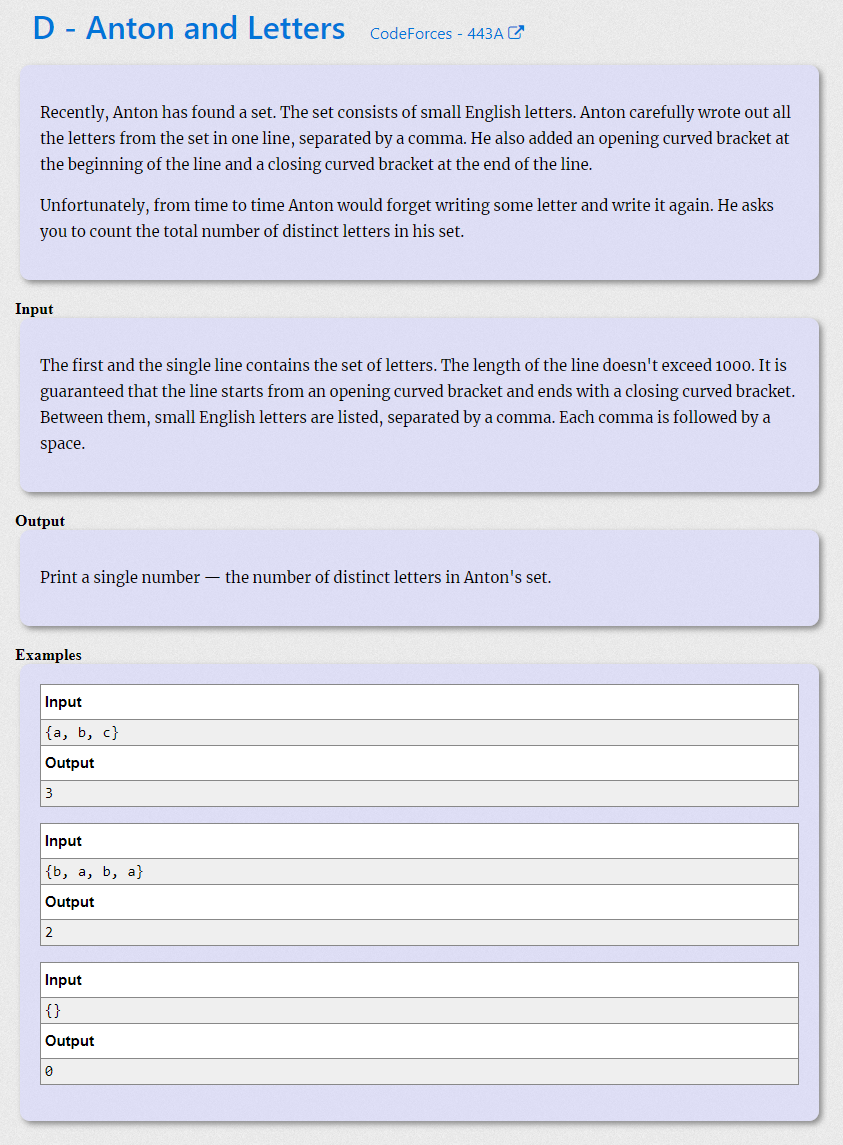 D - Anton and Letters CodeForces - 443A
Recently, Anton has found a set. The set consists of small English letters. Anton carefully wrote out all
the letters from the set in one line, separated by a comma. He also added an opening curved bracket at
the beginning of the line and a closing curved bracket at the end of the line.
Unfortunately, from time to time Anton would forget writing some letter and write it again. He asks
you to count the total number of distinct letters in his set.
Input
The first and the single line contains the set of letters. The length of the line doesn't exceed 1000. It is
guaranteed that the line starts from an opening curved bracket and ends with a closing curved bracket.
Between them, small English letters are listed, separated by a comma. Each comma is followed by a
space.
Output
Print a single number — the number of distinct letters in Anton's set.
Examples
Input
{a, b, c}
Output
3
Input
{b, a, b, a}
Output
2
Input
{}
Output
0